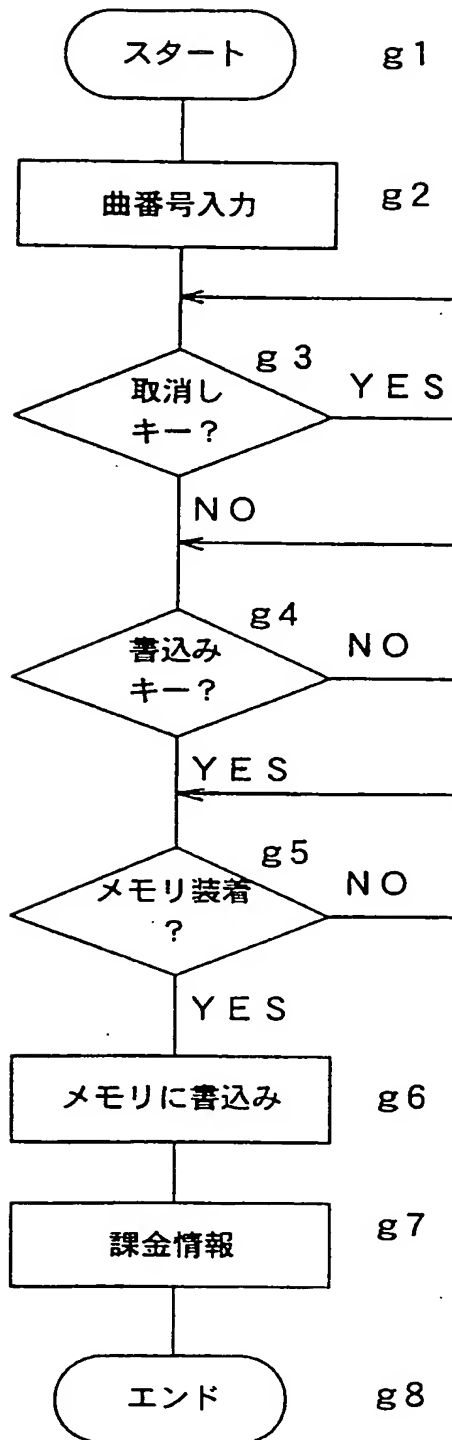 スタート
g1
曲番号入力
g2
g3
取消し
キー？
YES
NO
g4
書込み
キー？
NO
YES
g5
メモリ装着
？
NO
YES
メモリに書込み
g6
課金情報
g7
エンド
g8